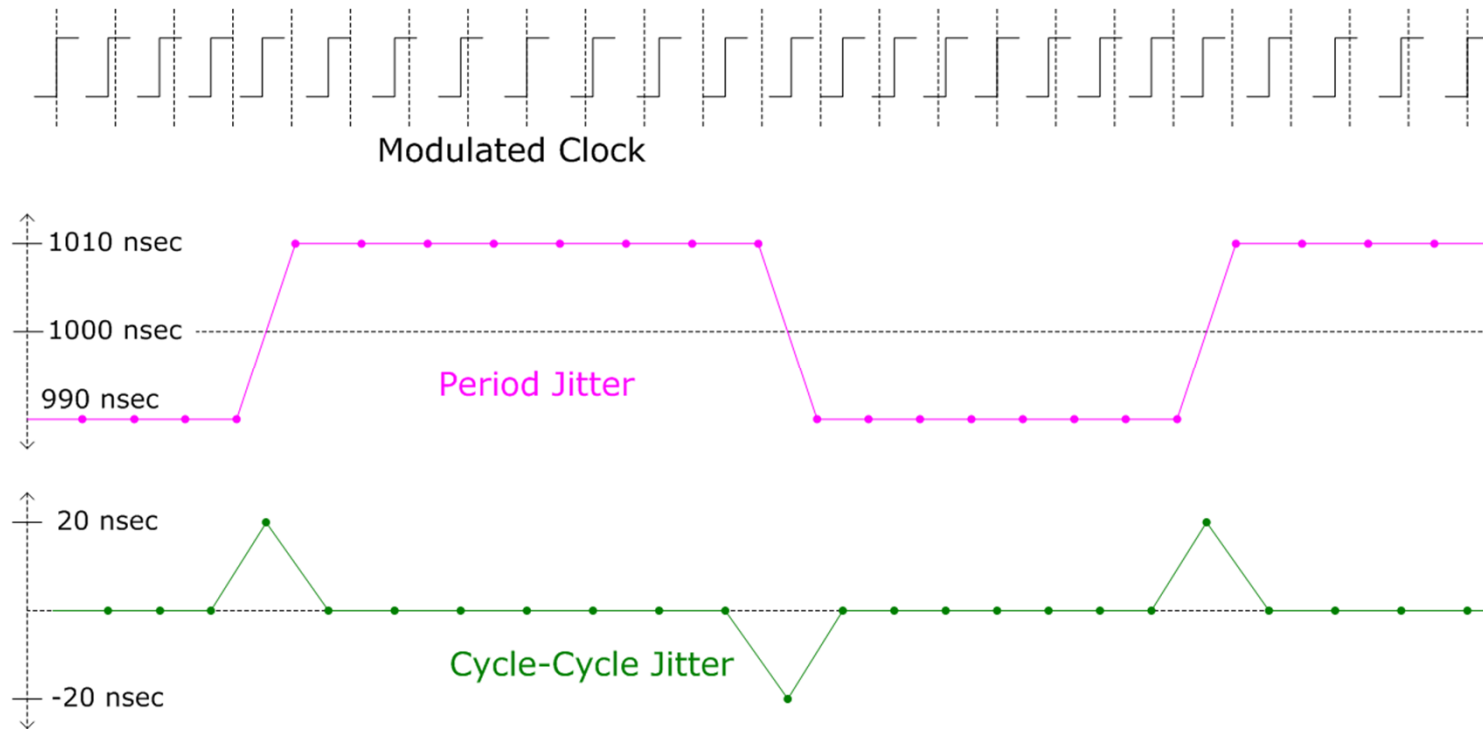 Modulated Clock
1010 nsec
1000 nsec
990 nsec
Period Jitter
20 nsec
Cycle-Cycle Jitter
-20 nsec